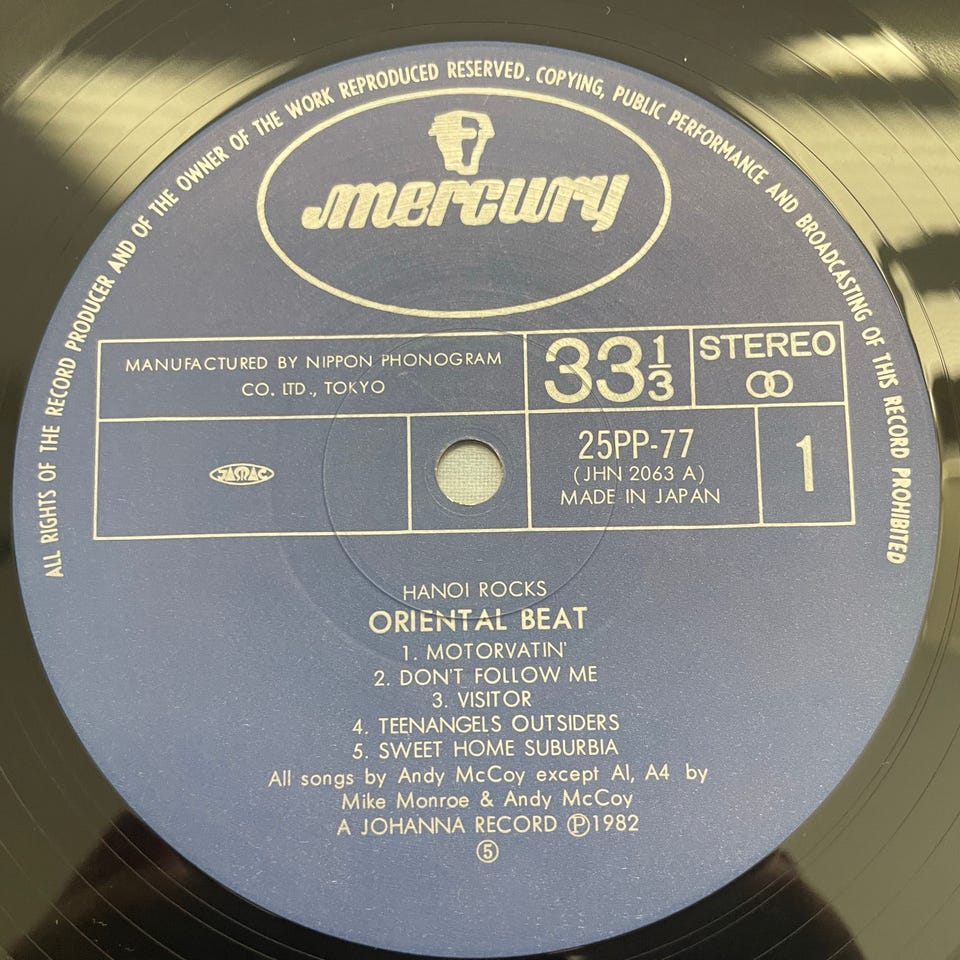 ALL RIGHTS OF THE RECORD PRODUCER AND OF THE OWNER OF THE WORK REPRODUCED RESERVED. COPYING, PUBLIC PERFORMANCE AND BROADCASTING OF THIS RECORD PROHIBITED
mercury
MANUFACTURED BY NIPPON PHONOGRAM
CO. LTD., TOKYO
33 1/3
STEREO
JASRAC
25PP-77
(JHN 2063 A)
MADE IN JAPAN
1
HANOI ROCKS
ORIENTAL BEAT
1. MOTORVATIN'
2. DON'T FOLLOW ME
3. VISITOR
4. TEENANGELS OUTSIDERS
5. SWEET HOME SUBURBIA
All songs by Andy McCoy except A1, A4 by
Mike Monroe & Andy McCoy
A JOHANNA RECORD ℗1982
⑤